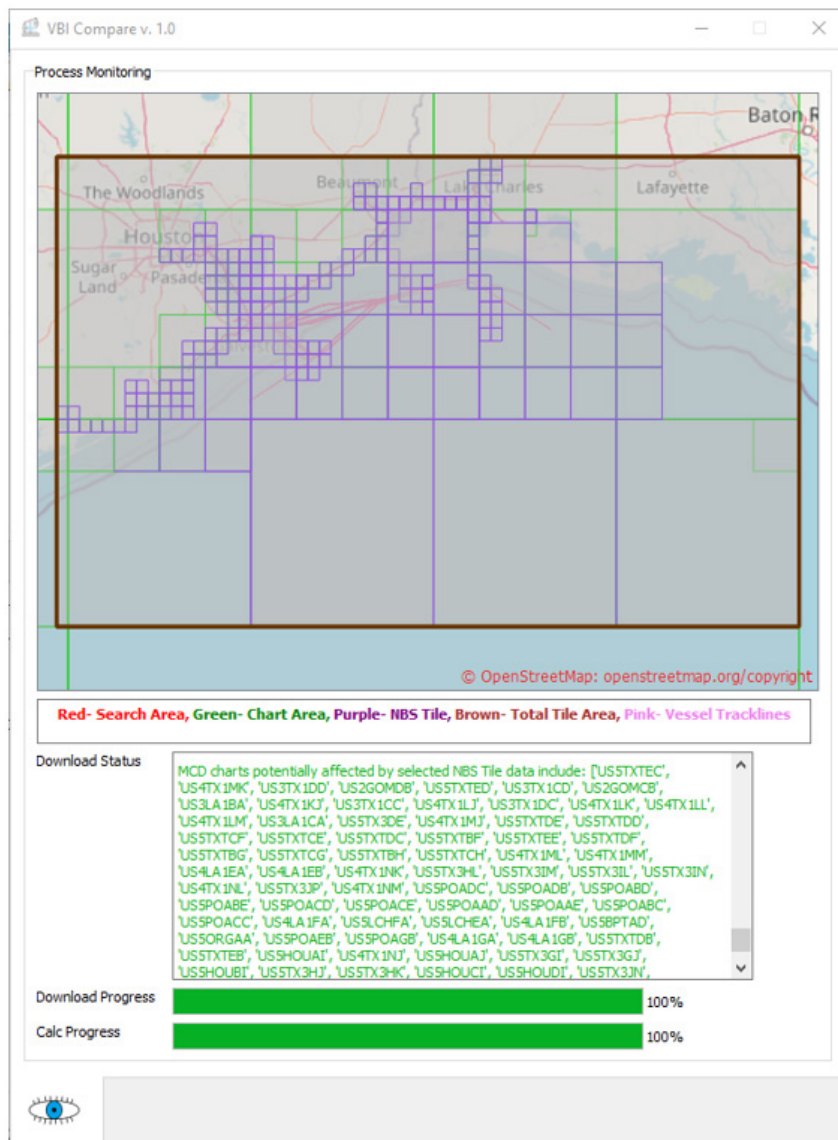 VBI Compare v. 1.0
Process Monitoring
Baton R
The Woodlands
Beaumont
Lake Charles
Lafayette
Houston
Sugar Land
Pasadena
© OpenStreetMap: openstreetmap.org/copyright
Red- Search Area, Green- Chart Area, Purple- NBS Tile, Brown- Total Tile Area, Pink- Vessel Tracklines
Download Status
MCD charts potentially affected by selected NBS Tile data include: ['US5TXTEC',
'US4TX1MK', 'US3TX1DD', 'US2GOMDB', 'US5TXTED', 'US3TX1CD', 'US2GOMCB',
'US3LA1BA', 'US4TX1KJ', 'US3TX1CC', 'US4TX1LJ', 'US3TX1DC', 'US4TX1LK', 'US4TX1LL',
'US4TX1LM', 'US3LA1CA', 'US5TX3DE', 'US4TX1MJ', 'US5TXTDE', 'US5TXTDD',
'US5TXTCF', 'US5TXTCE', 'US5TXTDC', 'US5TXTBF', 'US5TXTEE', 'US5TXTDF',
'US5TXTBG', 'US5TXTCG', 'US5TXTBH', 'US5TXTCH', 'US4TX1ML', 'US4TX1MM',
'US4LA1EA', 'US4LA1EB', 'US4TX1NK', 'US5TX3HL', 'US5TX3IM', 'US5TX3IL', 'US5TX3IN',
'US4TX1NL', 'US5TX3JP', 'US4TX1NM', 'US5POADC', 'US5POADB', 'US5POABD',
'US5POABE', 'US5POACD', 'US5POACE', 'US5POAAD', 'US5POAAE', 'US5POABC',
'US5POACC', 'US4LA1FA', 'US5LCHFA', 'US5LCHEA', 'US4LA1FB', 'US5BPTAD',
'US5ORGAA', 'US5POAEB', 'US5POAGB', 'US4LA1GA', 'US4LA1GB', 'US5TXTDB',
'US5TXTEB', 'US5HOUAI', 'US4TX1NJ', 'US5HOUAJ', 'US5TX3GI', 'US5TX3GJ',
'US5HOUBI', 'US5TX3HJ', 'US5TX3HK', 'US5HOUCI', 'US5HOUDI', 'US5TX3JN',
Download Progress
100%
Calc Progress
100%